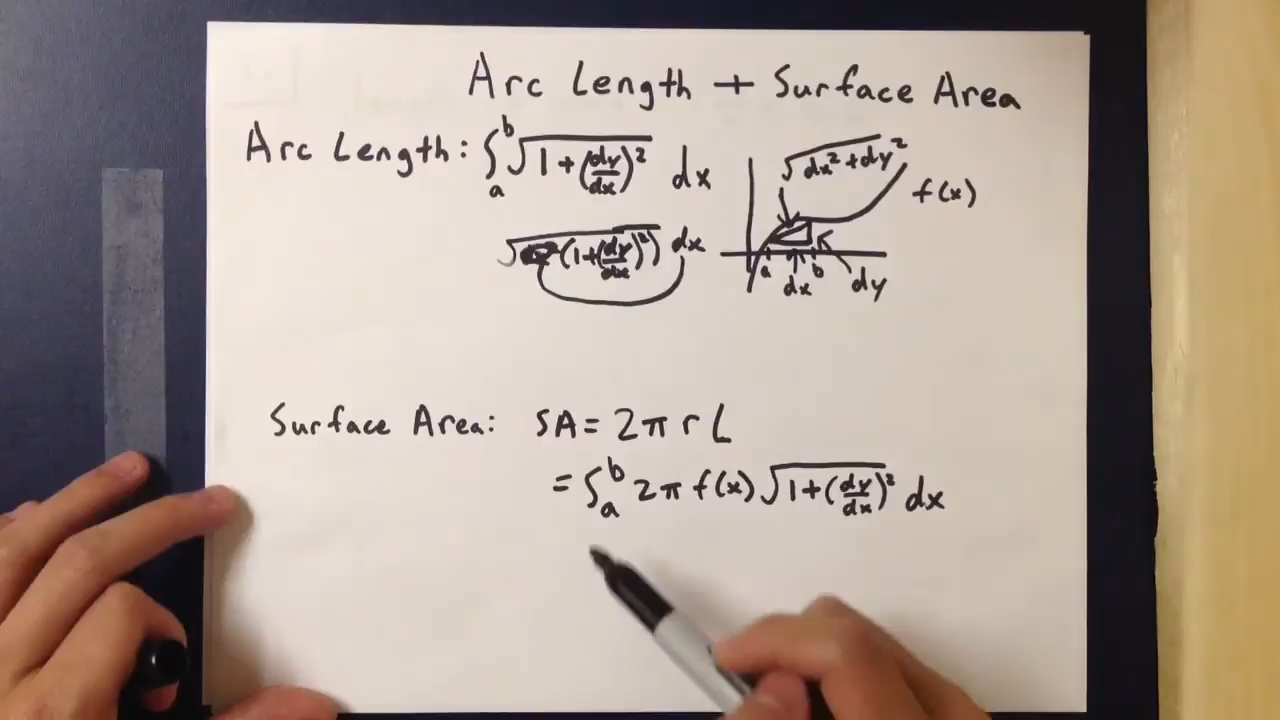 Arc Length + Surface Area
Arc Length: ∫_a^b √(1+(dy/dx)²) dx
√(dx²+dy²)
f(x)
√((1+(dy/dx)²)) dx
a dx b dy
Surface Area: SA = 2π r L
= ∫_a^b 2π f(x) √(1+(dy/dx)²) dx